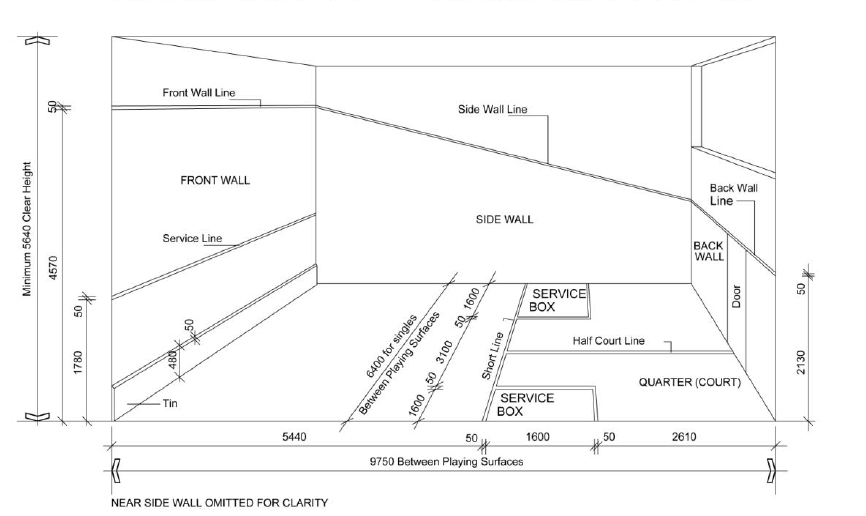 Front Wall Line
Side Wall Line
50
FRONT WALL
Back Wall
Line
Minimum 5640 Clear Height
4570
Service Line
SIDE WALL
BACK
WALL
Door
50
1780
50
480
6400 for singles
Between Playing Surfaces
1600
50
3100
50
1600
Short Line
SERVICE
BOX
Half Court Line
QUARTER (COURT)
SERVICE
BOX
50
2130
Tin
5440
50
1600
50
2610
9750 Between Playing Surfaces
NEAR SIDE WALL OMITTED FOR CLARITY